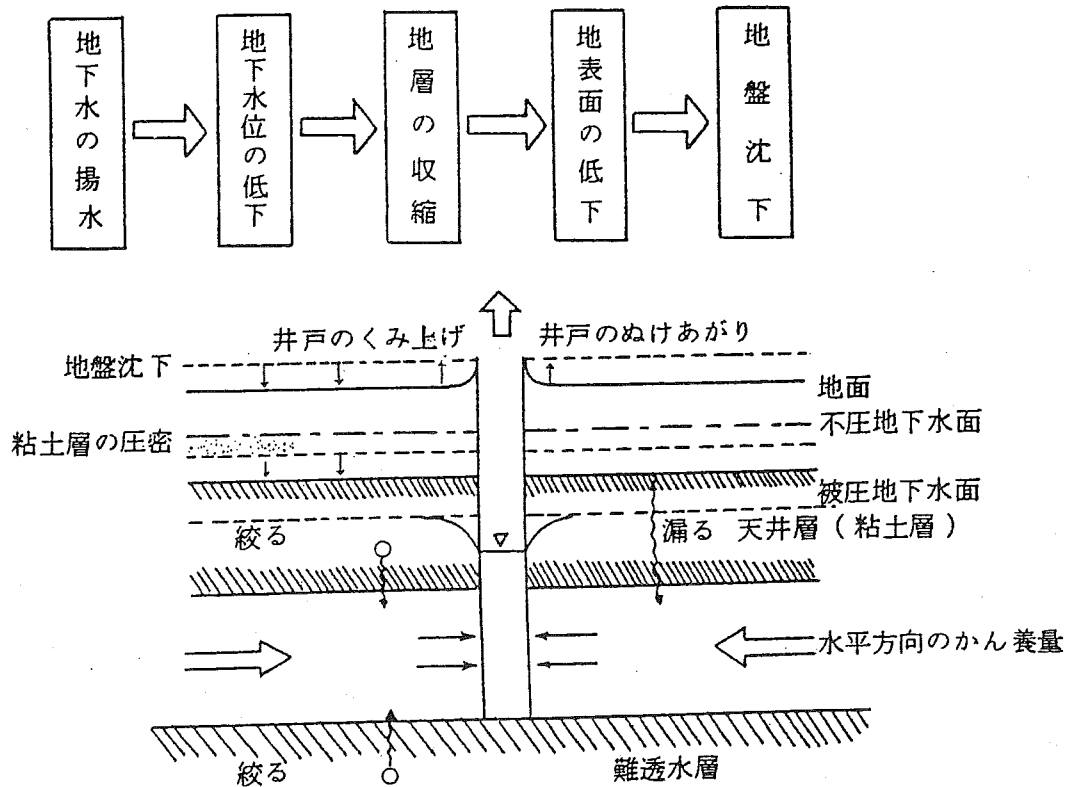 地下水の揚水
地下水位の低下
地層の収縮
地表面の低下
地盤沈下
井戸のくみ上げ
井戸のぬけあがり
地盤沈下
地面
不圧地下水面
粘土層の圧密
被圧地下水面
絞る
漏る 天井層(粘土層)
水平方向のかん養量
絞る
難透水層